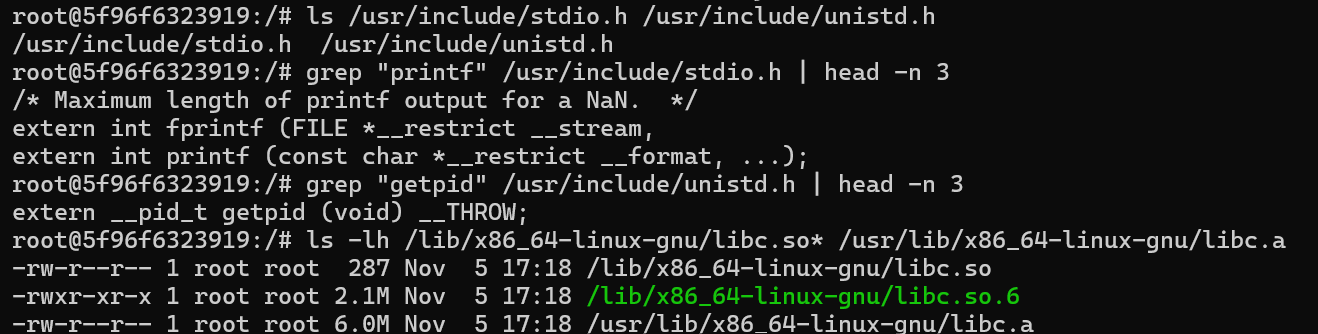 root@5f96f6323919:/# ls /usr/include/stdio.h /usr/include/unistd.h
/usr/include/stdio.h  /usr/include/unistd.h
root@5f96f6323919:/# grep "printf" /usr/include/stdio.h | head -n 3
/* Maximum length of printf output for a NaN.  */
extern int fprintf (FILE *__restrict __stream,
extern int printf (const char *__restrict __format, ...);
root@5f96f6323919:/# grep "getpid" /usr/include/unistd.h | head -n 3
extern __pid_t getpid (void) __THROW;
root@5f96f6323919:/# ls -lh /lib/x86_64-linux-gnu/libc.so* /usr/lib/x86_64-linux-gnu/libc.a
-rw-r--r-- 1 root root  287 Nov  5 17:18 /lib/x86_64-linux-gnu/libc.so
-rwxr-xr-x 1 root root 2.1M Nov  5 17:18 /lib/x86_64-linux-gnu/libc.so.6
-rw-r--r-- 1 root root 6.0M Nov  5 17:18 /usr/lib/x86_64-linux-gnu/libc.a